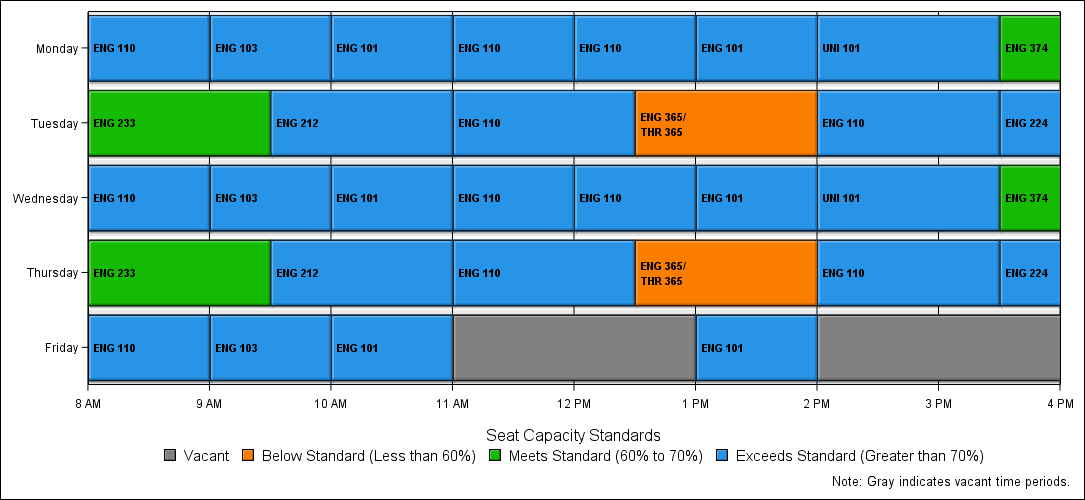 Monday
ENG 110 ENG 103 ENG 101 ENG 110 ENG 110 ENG 101 UNI 101 ENG 374
Tuesday
ENG 233 ENG 212 ENG 110 ENG 365/ ENG 110 ENG 224
THR 365
Wednesday
ENG 110 ENG 103 ENG 101 ENG 110 ENG 110 ENG 101 UNI 101 ENG 374
Thursday
ENG 233 ENG 212 ENG 110 ENG 365/ ENG 110 ENG 224
THR 365
Friday
ENG 110 ENG 103 ENG 101 ENG 101
8 AM 9 AM 10 AM 11 AM 12 PM 1 PM 2 PM 3 PM 4 PM
Seat Capacity Standards
Vacant Below Standard (Less than 60%) Meets Standard (60% to 70%) Exceeds Standard (Greater than 70%)
Note: Gray indicates vacant time periods.